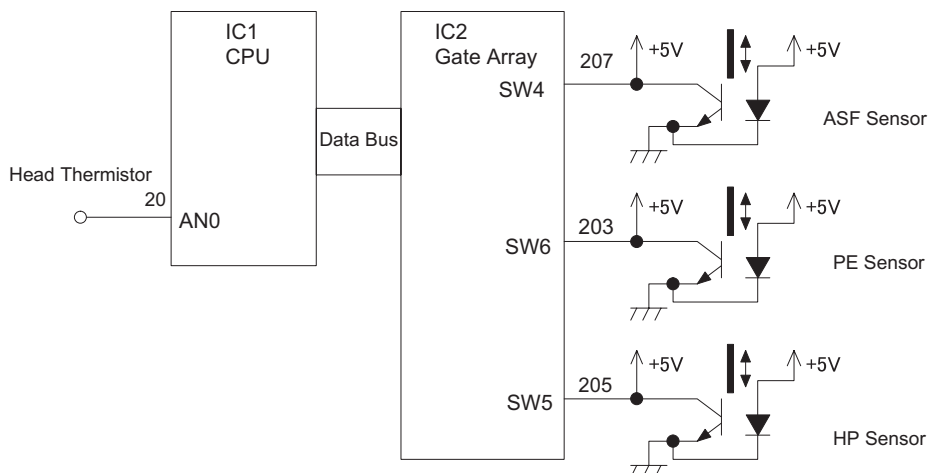 IC1
CPU
IC2
Gate Array
SW4
207
+5V
+5V
ASF Sensor
Data Bus
Head Thermistor
20
AN0
SW6
203
+5V
+5V
PE Sensor
SW5
205
+5V
+5V
HP Sensor